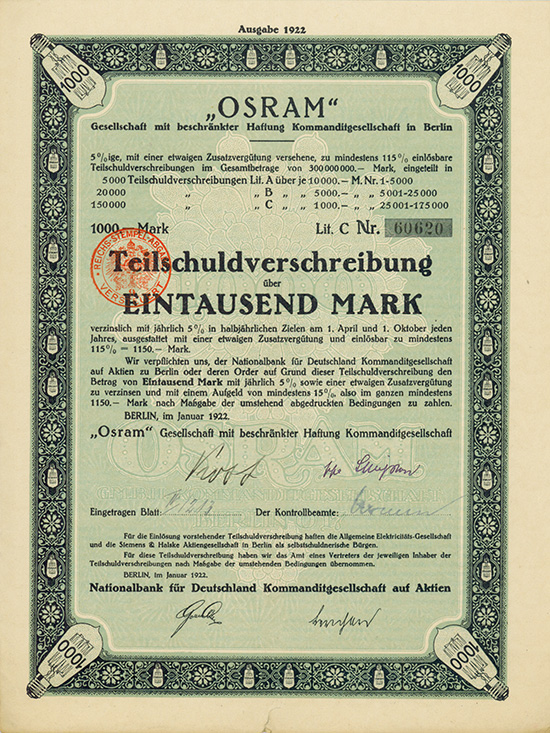 Ausgabe 1922
1000
1000
„OSRAM“
Gesellschaft mit beschränkter Haftung Kommanditgesellschaft in Berlin
5%ige, mit einer etwaigen Zusatzvergütung versehene, zu mindestens 115% einlösbare
Teilschuldverschreibungen im Gesamtbetrage von 300000000.— Mark, eingeteilt in
5000 Teilschuldverschreibungen Lit. A über je 10000.— M. Nr. 1-5000
20000 „ „ B „ „ 5000.— „ „ 5001-25000
150000 „ „ C „ „ 1000.— „ „ 25001-175000
1000 Mark Lit. C Nr. 60620
REICHS-STEMPEL-ABGABE
VERSTEUERT
Teilschuldverschreibung
über
EINTAUSEND MARK
verzinslich mit jährlich 5% in halbjährlichen Zielen am 1. April und 1. Oktober jeden
Jahres, ausgestattet mit einer etwaigen Zusatzvergütung und einlösbar zu mindestens
115% = 1150.— Mark.
Wir verpflichten uns, der Nationalbank für Deutschland Kommanditgesellschaft
auf Aktien zu Berlin oder deren Order auf Grund dieser Teilschuldverschreibung den
Betrag von Eintausend Mark mit jährlich 5% sowie einer etwaigen Zusatzvergütung
zu verzinsen und mit einem Aufgeld von mindestens 15%, also im ganzen mindestens
1150.— Mark nach Maßgabe der umstehend abgedruckten Bedingungen zu zahlen.
BERLIN, im Januar 1922.
„Osram“ Gesellschaft mit beschränkter Haftung Kommanditgesellschaft
OSRAM
Eingetragen Blatt: Der Kontrollbeamte:
Für die Einlösung vorstehender Teilschuldverschreibung haften die Allgemeine Elektricitäts-Gesellschaft
und die Siemens & Halske Aktiengesellschaft in Berlin als selbstschuldnerische Bürgen.
Für diese Teilschuldverschreibung haben wir das Amt eines Vertreters der jeweiligen Inhaber der
Teilschuldverschreibungen nach Maßgabe der umstehenden Bedingungen übernommen.
BERLIN, im Januar 1922.
Nationalbank für Deutschland Kommanditgesellschaft auf Aktien
1000
1000